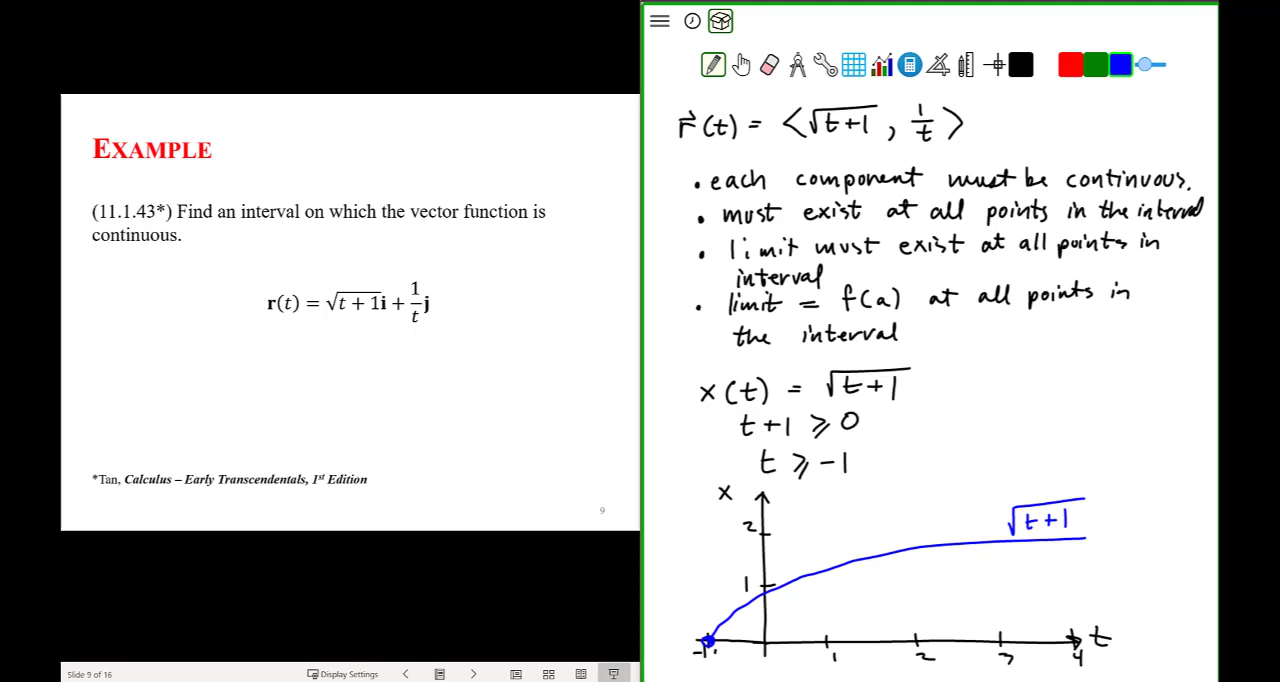 EXAMPLE
(11.1.43*) Find an interval on which the vector function is
continuous.
r(t) = √t + 1i + 1/t j
*Tan, Calculus – Early Transcendentals, 1st Edition
9
Slide 9 of 16
Display Settings
r⃗(t) = ⟨√t+1, 1/t⟩
• each component must be continuous.
• must exist at all points in the interval
• limit must exist at all points in
interval
• limit = f(a) at all points in
the interval
x(t) = √t+1
t+1 ≥ 0
t ≥ -1
x
2
√t+1
1
-1 1 2 3 4 t